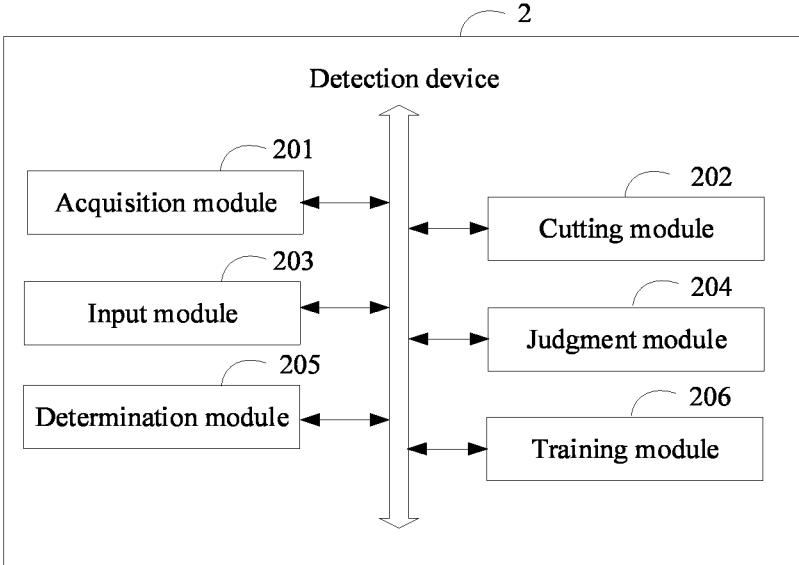 2
Detection device
201
Acquisition module
202
Cutting module
203
Input module
204
Judgment module
205
Determination module
206
Training module